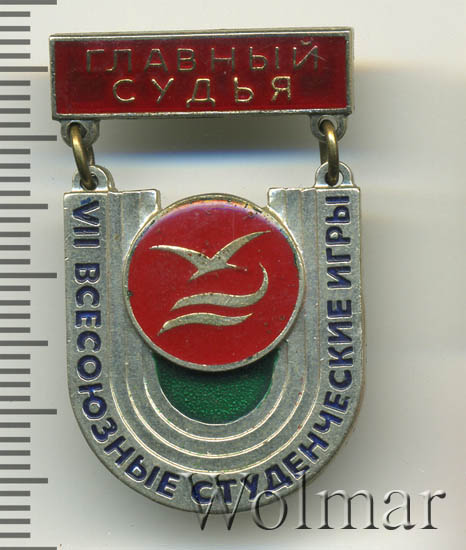 ГЛАВНЫЙ
СУДЬЯ
VII ВСЕСОЮЗНЫЕ СТУДЕНЧЕСКИЕ ИГРЫ
wolmar